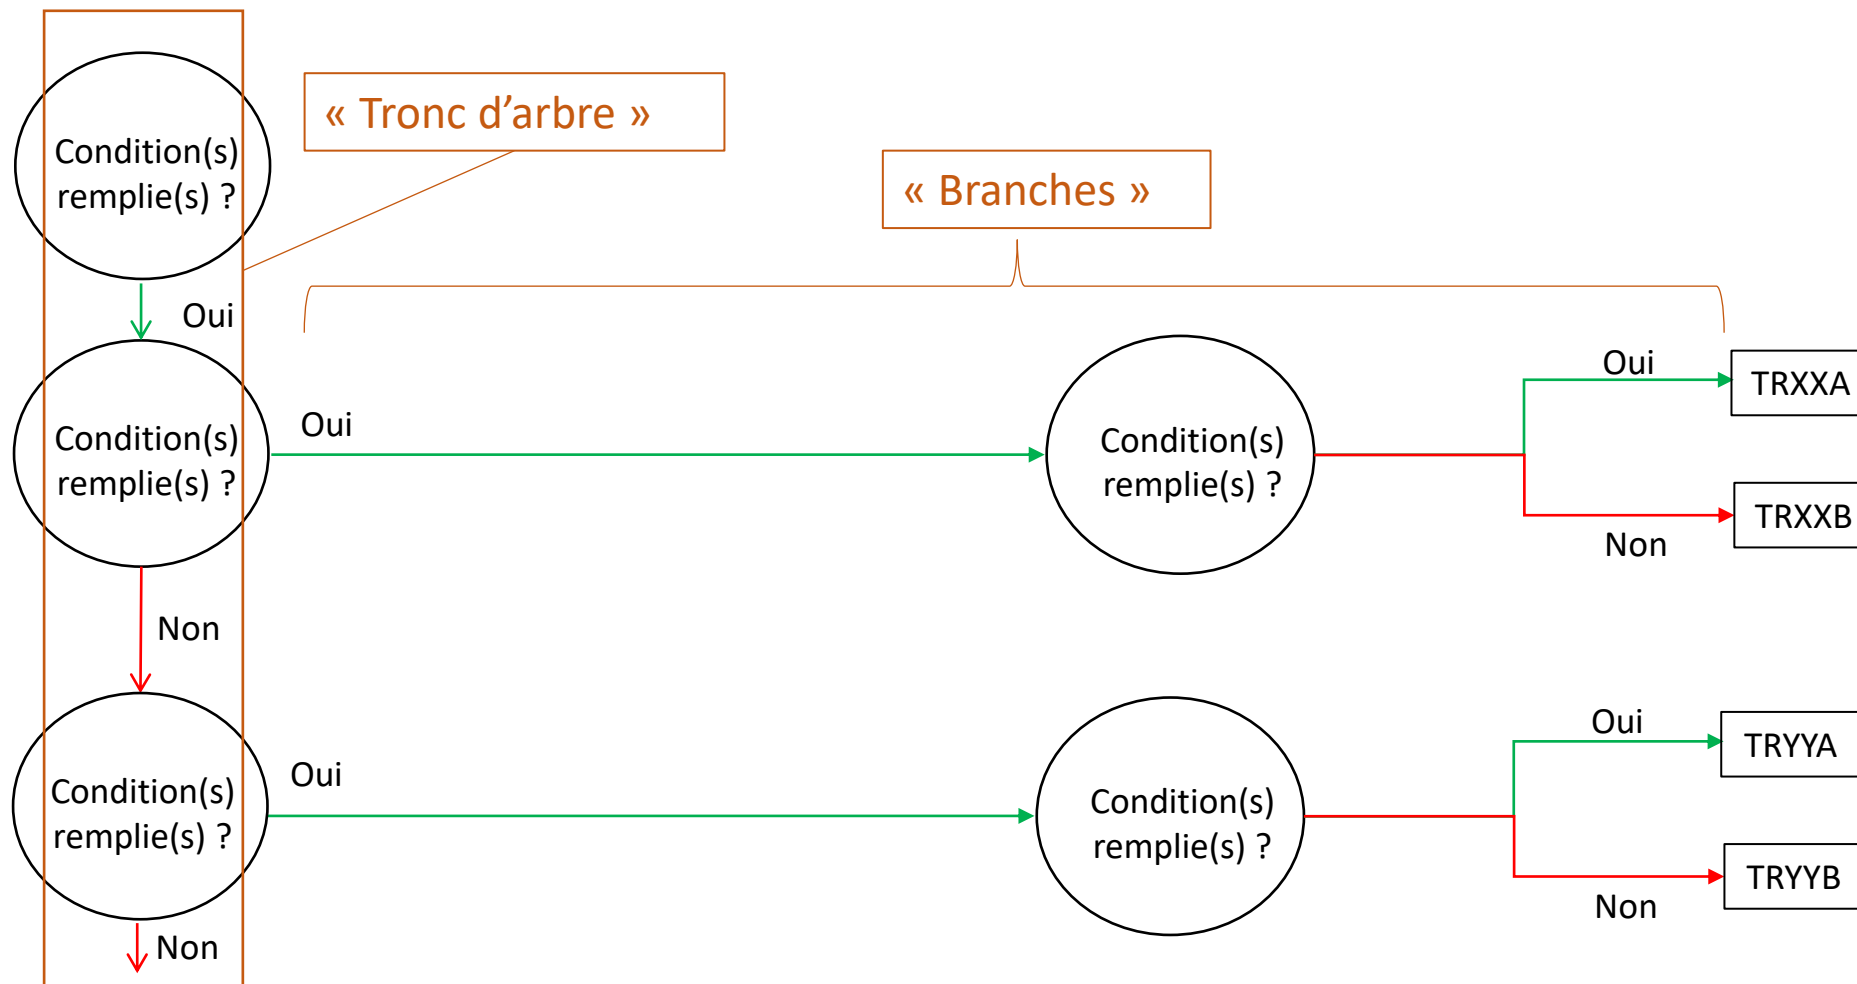 « Tronc d’arbre »
Condition(s)
remplie(s) ?
« Branches »
Oui
Oui
Condition(s)
remplie(s) ?
Oui
Condition(s)
remplie(s) ?
TRXXA
TRXXB
Non
Non
Oui
Condition(s)
remplie(s) ?
Oui
Condition(s)
remplie(s) ?
TRYYA
TRYYB
Non
Non